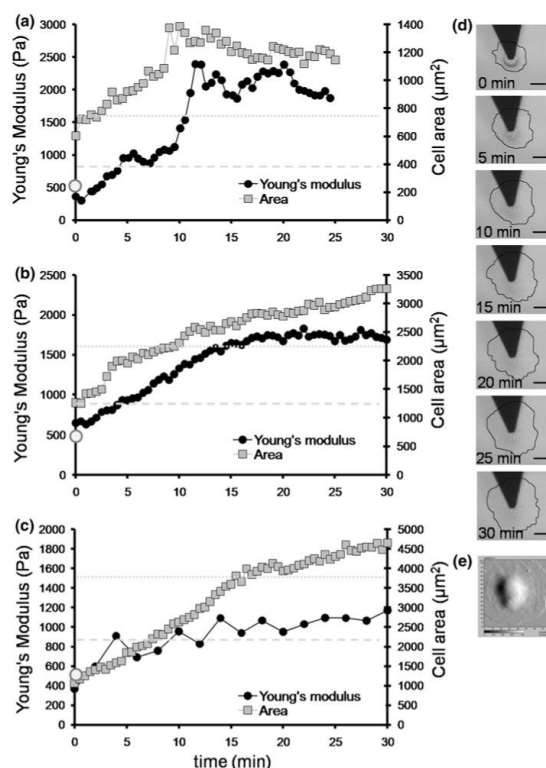 (a)
Young's Modulus (Pa)
3000
2500
2000
1500
1000
500
0
Cell area (µm²)
1400
1200
1000
800
600
400
200
0
Young's modulus
Area
0 5 10 15 20 25 30
(b)
Young's Modulus (Pa)
2500
2000
1500
1000
500
0
Cell area (µm²)
3500
3000
2500
2000
1500
1000
500
0
Young's modulus
Area
0 5 10 15 20 25 30
(c)
Young's Modulus (Pa)
2000
1800
1600
1400
1200
1000
800
600
400
200
0
Cell area (µm²)
5000
4500
4000
3500
3000
2500
2000
1500
1000
500
0
Young's modulus
Area
0 5 10 15 20 25 30
time (min)
(d)
0 min
5 min
10 min
15 min
20 min
25 min
30 min
(e)